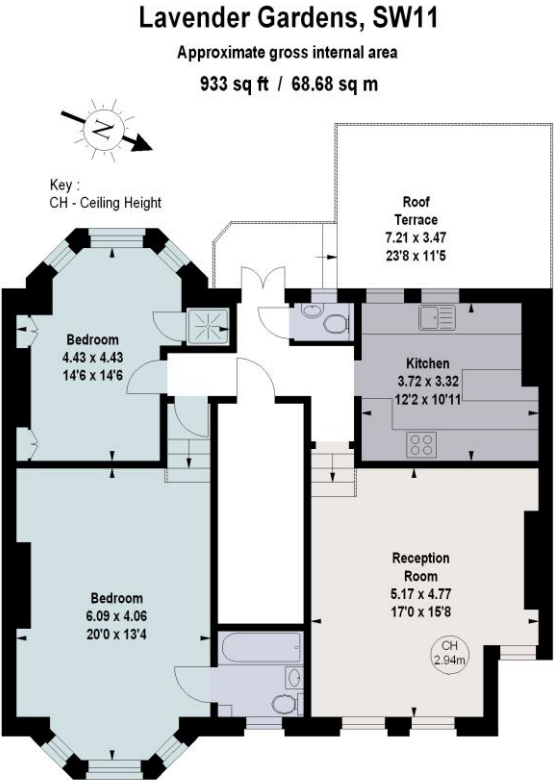 Lavender Gardens, SW11
Approximate gross internal area
933 sq ft / 68.68 sq m
N
Key :
CH - Ceiling Height
Roof
Terrace
7.21 x 3.47
23'8 x 11'5
Bedroom
4.43 x 4.43
14'6 x 14'6
Kitchen
3.72 x 3.32
12'2 x 10'11
Bedroom
6.09 x 4.06
20'0 x 13'4
Reception
Room
5.17 x 4.77
17'0 x 15'8
CH
2.94m